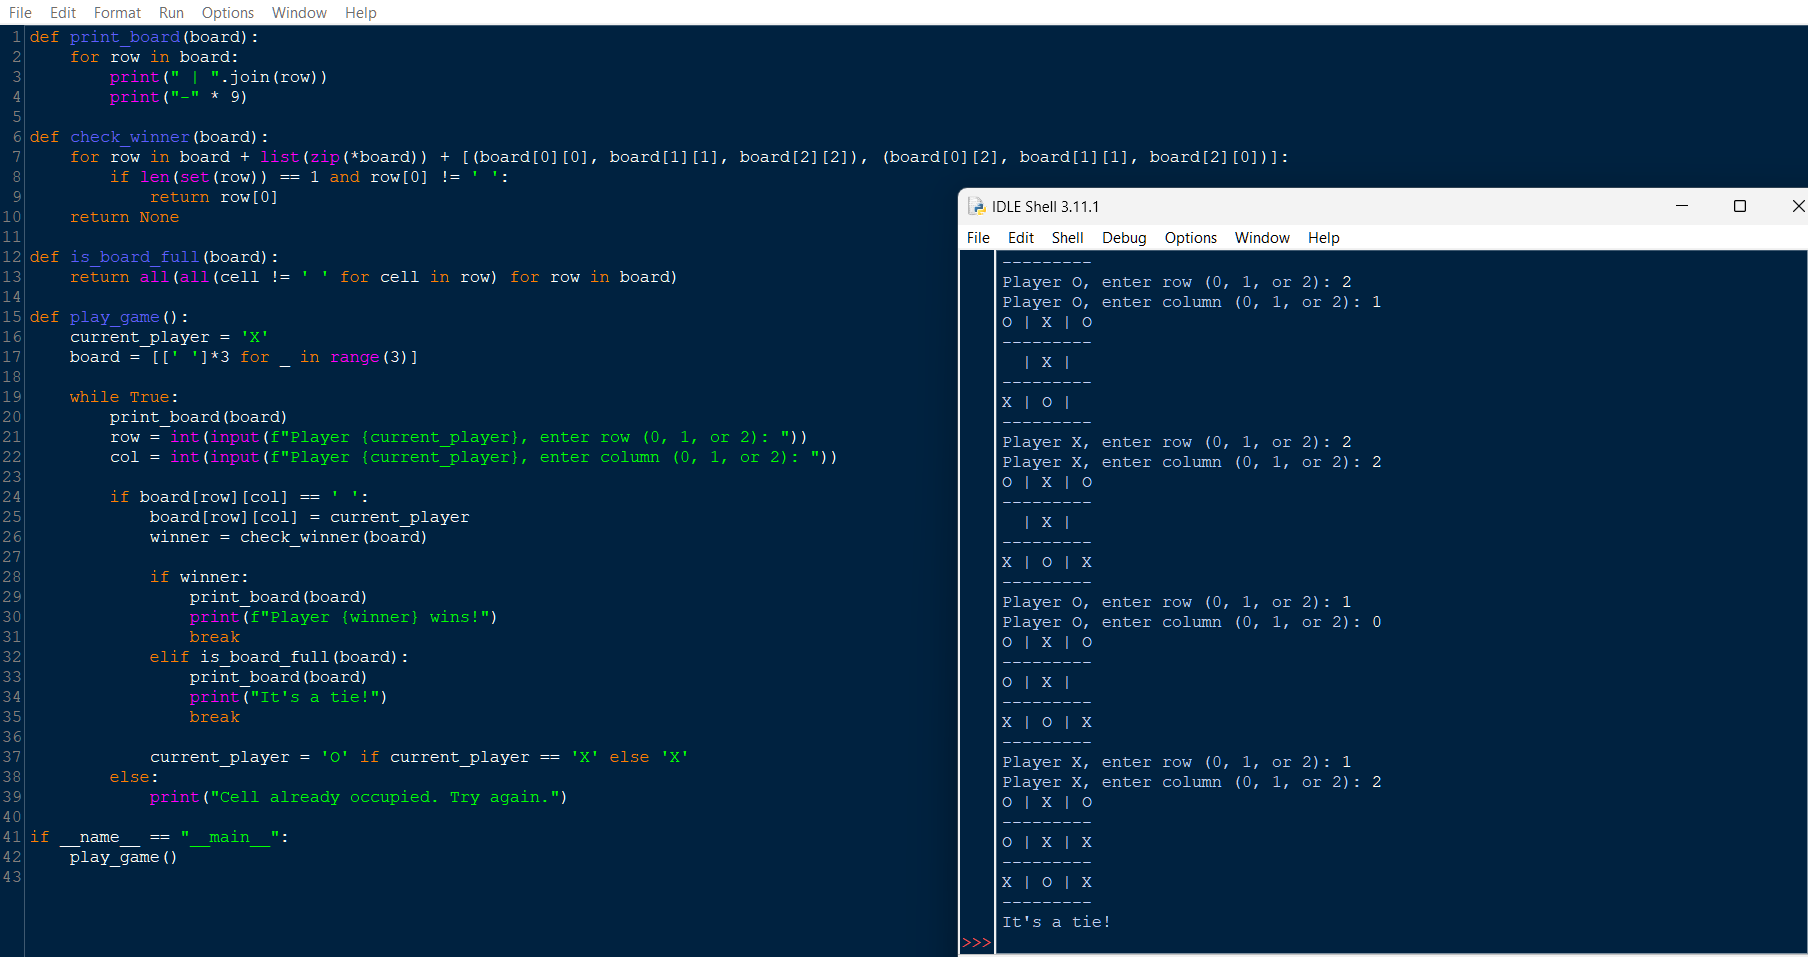 File Edit Format Run Options Window Help
1 def print_board(board):
2     for row in board:
3         print(" | ".join(row))
4         print("-" * 9)
5
6 def check_winner(board):
7     for row in board + list(zip(*board)) + [(board[0][0], board[1][1], board[2][2]), (board[0][2], board[1][1], board[2][0])]:
8         if len(set(row)) == 1 and row[0] != ' ':
9             return row[0]
10     return None
11
12 def is_board_full(board):
13     return all(all(cell != ' ' for cell in row) for row in board)
14
15 def play_game():
16     current_player = 'X'
17     board = [[' ']*3 for _ in range(3)]
18
19     while True:
20         print_board(board)
21         row = int(input(f"Player {current_player}, enter row (0, 1, or 2): "))
22         col = int(input(f"Player {current_player}, enter column (0, 1, or 2): "))
23
24         if board[row][col] == ' ':
25             board[row][col] = current_player
26             winner = check_winner(board)
27
28             if winner:
29                 print_board(board)
30                 print(f"Player {winner} wins!")
31                 break
32             elif is_board_full(board):
33                 print_board(board)
34                 print("It's a tie!")
35                 break
36
37             current_player = 'O' if current_player == 'X' else 'X'
38         else:
39             print("Cell already occupied. Try again.")
40
41 if __name__ == "__main__":
42     play_game()
43
IDLE Shell 3.11.1
File Edit Shell Debug Options Window Help
---------
Player O, enter row (0, 1, or 2): 2
Player O, enter column (0, 1, or 2): 1
O | X | O
---------
  | X |
---------
X | O |
---------
Player X, enter row (0, 1, or 2): 2
Player X, enter column (0, 1, or 2): 2
O | X | O
---------
  | X |
---------
X | O | X
---------
Player O, enter row (0, 1, or 2): 1
Player O, enter column (0, 1, or 2): 0
O | X | O
---------
O | X |
---------
X | O | X
---------
Player X, enter row (0, 1, or 2): 1
Player X, enter column (0, 1, or 2): 2
O | X | O
---------
O | X | X
---------
X | O | X
---------
It's a tie!
>>>